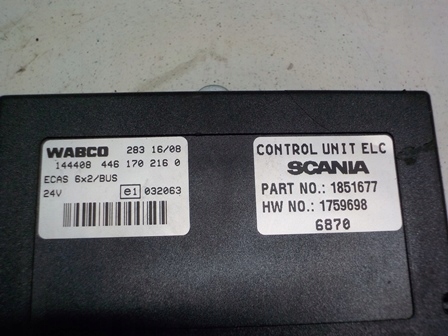 WABCO 283 16/08
144408 446 170 216 0
ECAS 6x2/BUS
24V e1 032063
CONTROL UNIT ELC
SCANIA
PART NO.: 1851677
HW NO.: 1759698
6870